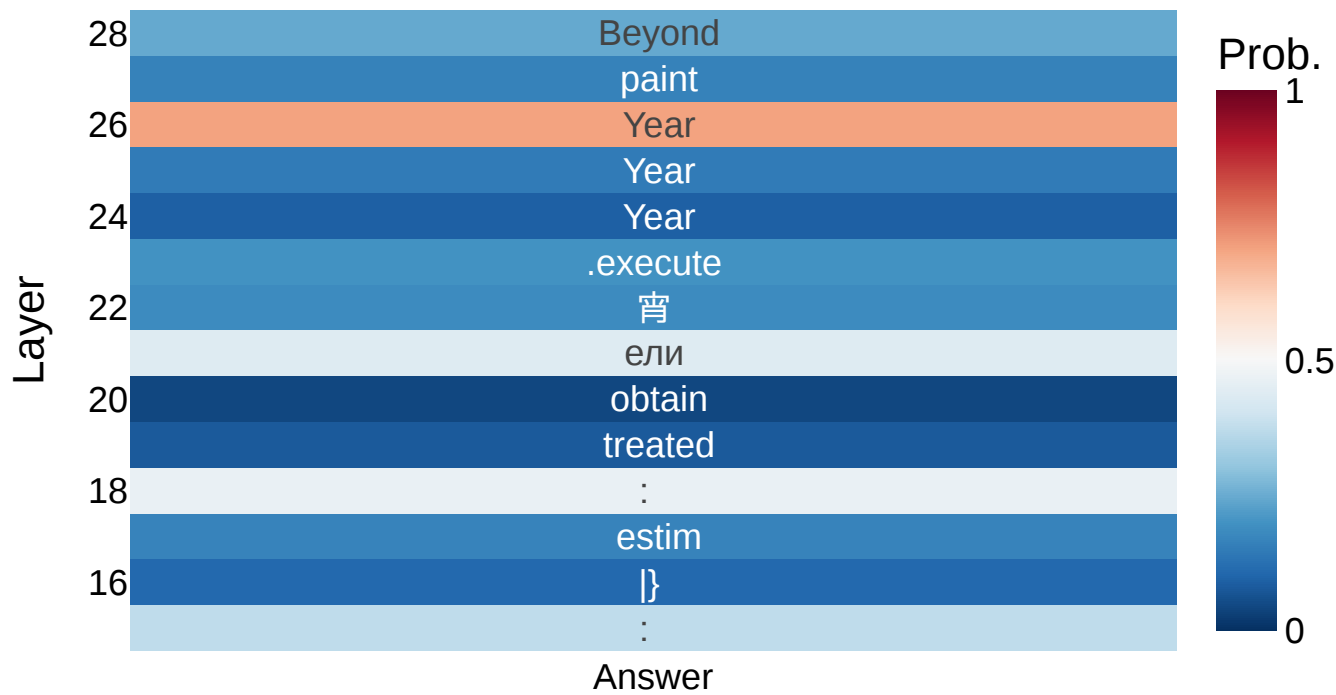 28
Beyond
Prob.
paint
1
26
Year
Year
24
Year
.execute
22
宵
ели
0.5
Layer
20
obtain
treated
18
:
estim
16
|}
:
0
Answer